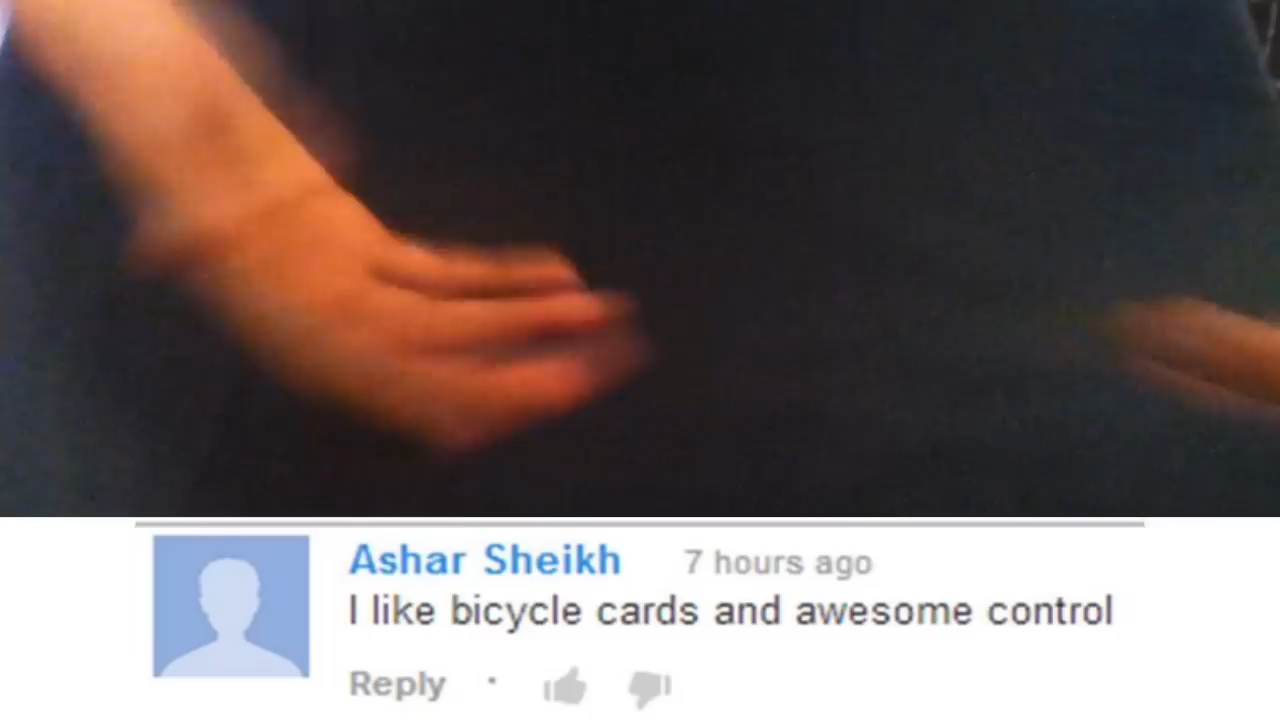 Ashar Sheikh 7 hours ago
I like bicycle cards and awesome control
Reply ·